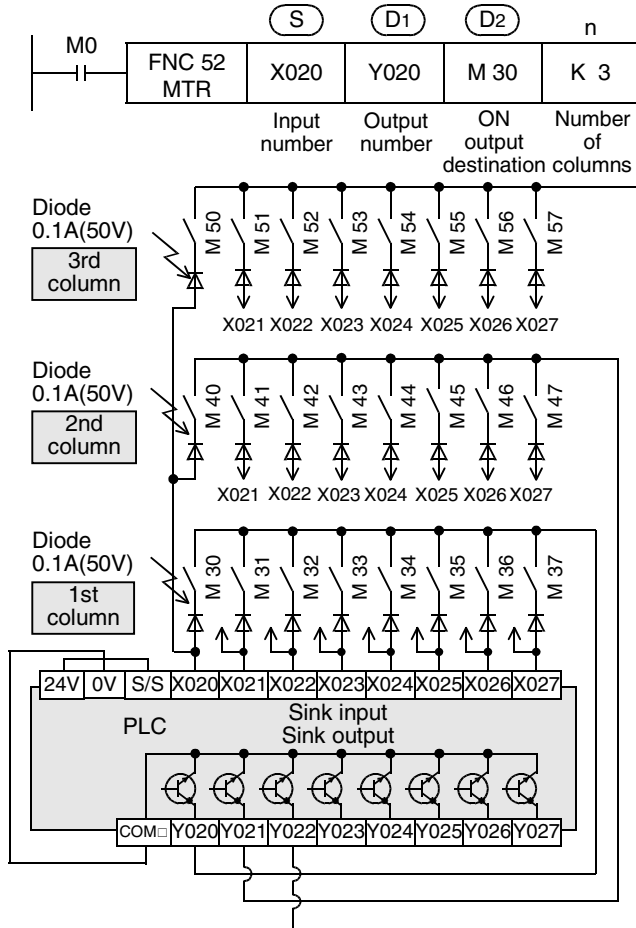 S D1 D2 n
M0
FNC 52 MTR X020 Y020 M 30 K 3
Input number Output number ON output destination Number of columns
Diode
0.1A(50V)
3rd
column
M 50 M 51 M 52 M 53 M 54 M 55 M 56 M 57
X021 X022 X023 X024 X025 X026 X027
Diode
0.1A(50V)
2nd
column
M 40 M 41 M 42 M 43 M 44 M 45 M 46 M 47
X021 X022 X023 X024 X025 X026 X027
Diode
0.1A(50V)
1st
column
M 30 M 31 M 32 M 33 M 34 M 35 M 36 M 37
24V 0V S/S X020 X021 X022 X023 X024 X025 X026 X027
PLC
Sink input
Sink output
COM□ Y020 Y021 Y022 Y023 Y024 Y025 Y026 Y027